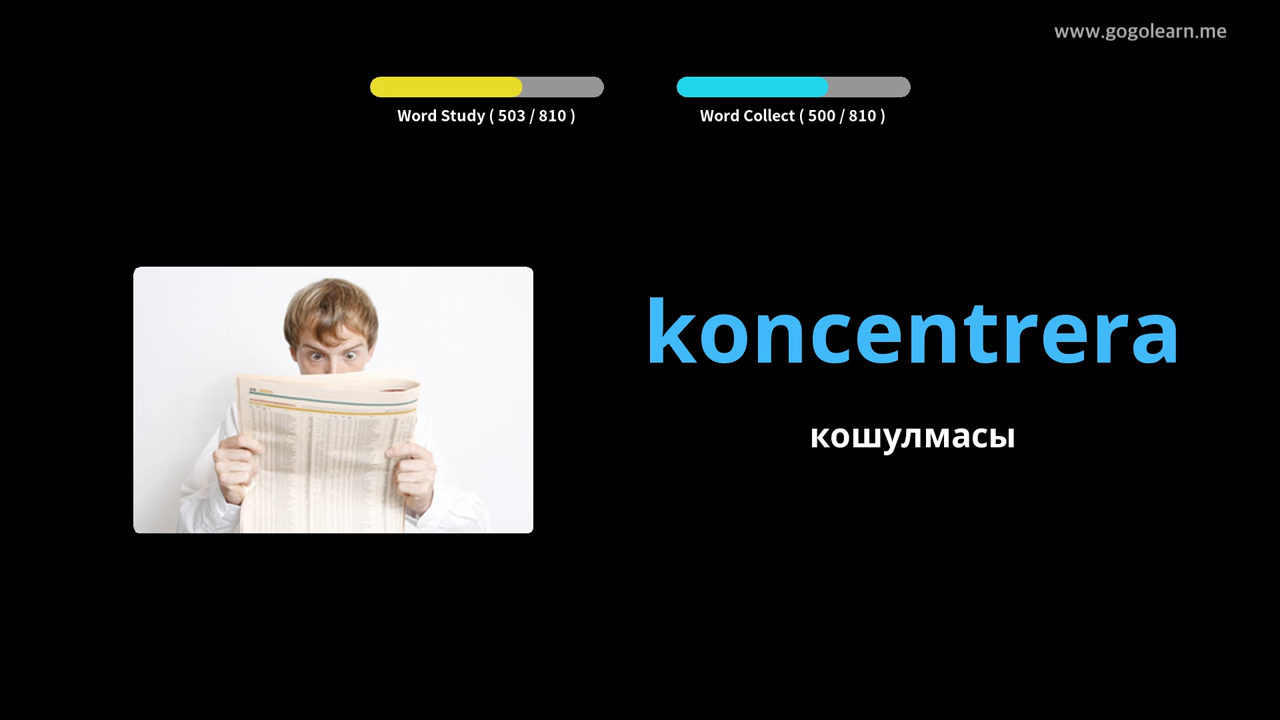 www.gogolearn.me
Word Study ( 503 / 810 )
Word Collect ( 500 / 810 )
koncentrera
кошулмасы